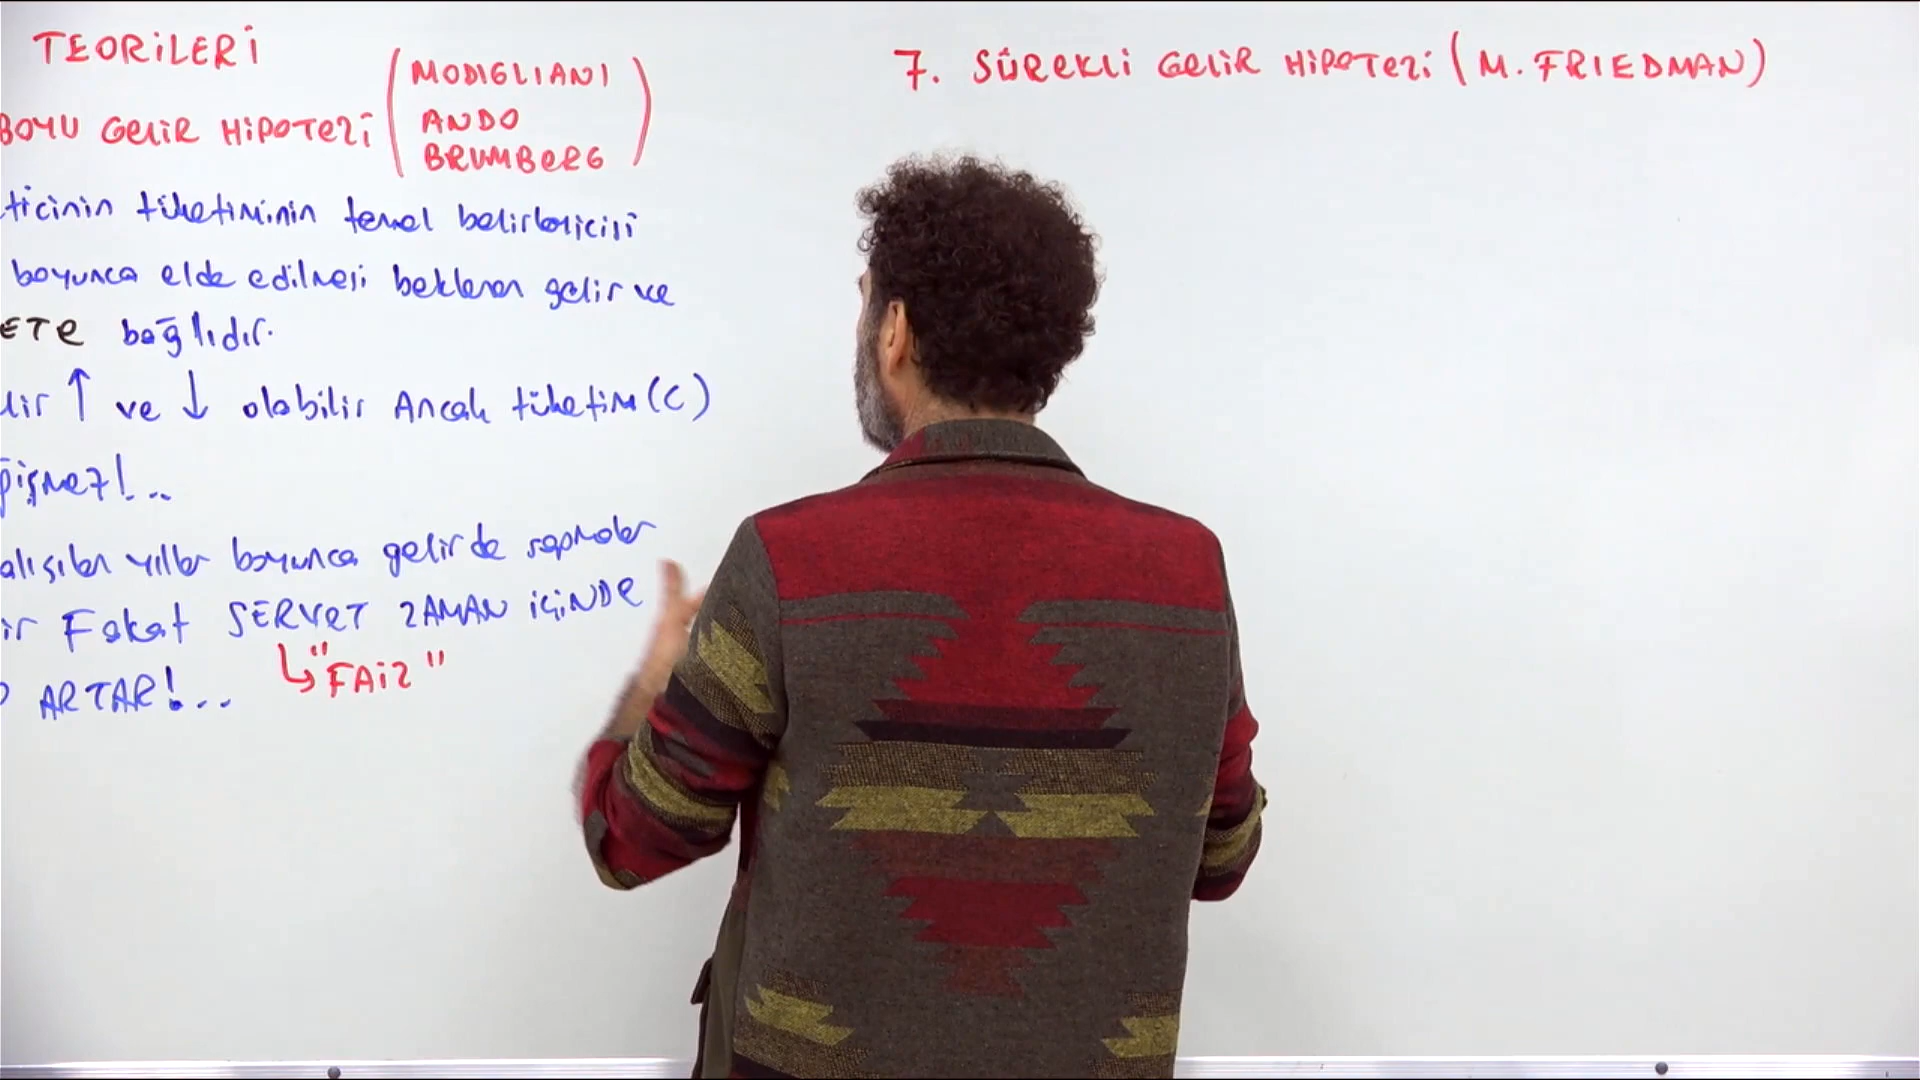 TEORİLERİ
BOYU GELİR HİPOTEZİ (MODIGLIANI
ANDO
BRUMBERG)
ticinin tüketiminin temel belirleyicisi
boyunca elde edilmesi beklenen gelir ve
ETE bağlıdır.
lir ↑ ve ↓ olabilir Ancak tüketim (C)
ğişmez!..
alışılan yıllar boyunca gelirde sapmalar
ir Fakat SERVET ZAMAN İÇİNDE
ARTAR!.. ↳"FAİZ"
7. SÜREKLİ GELİR HİPOTEZİ (M. FRIEDMAN)